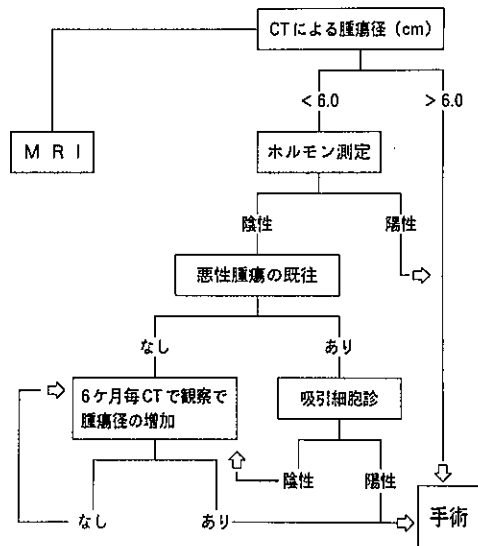 CTによる腫瘍径（cm）
＜6.0
＞6.0
ＭＲＩ
ホルモン測定
陰性
陽性
悪性腫瘍の既往
なし
あり
6ケ月毎CTで観察で
腫瘍径の増加
吸引細胞診
陰性
陽性
なし
あり
手術